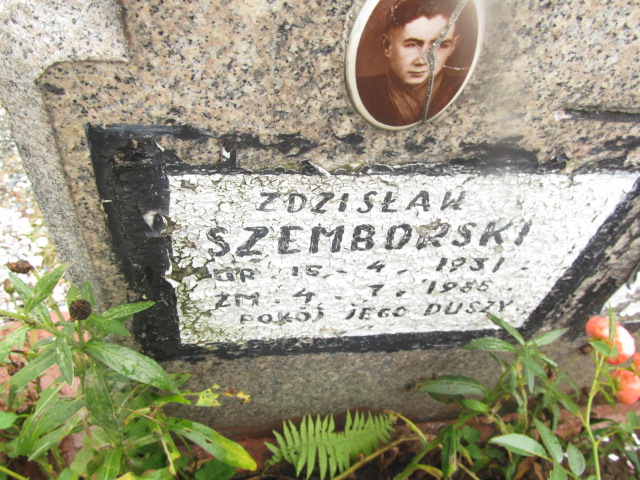 ZDZISŁAW
SZEMBORSKI
UR. 15. 4. 1931.
ZM. 4. 7. 1985.
POKÓJ JEGO DUSZY.